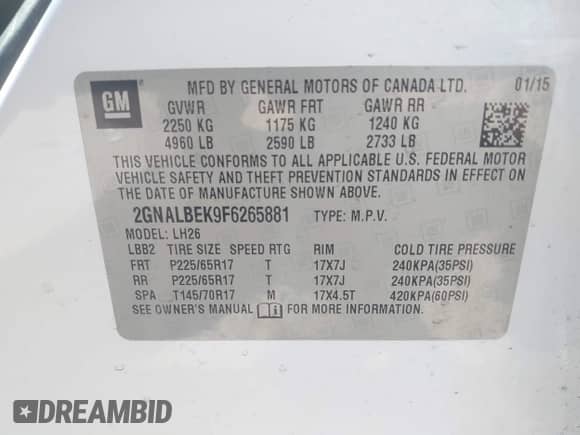 GM
MFD BY GENERAL MOTORS OF CANADA LTD. 01/15
GVWR GAWR FRT GAWR RR
2250 KG 1175 KG 1240 KG
4960 LB 2590 LB 2733 LB
THIS VEHICLE CONFORMS TO ALL APPLICABLE U.S. FEDERAL MOTOR
VEHICLE SAFETY AND THEFT PREVENTION STANDARDS IN EFFECT ON
THE DATE OF MANUFACTURE SHOWN ABOVE.
2GNALBEK9F6265881 TYPE: M.P.V.
MODEL: LH26
LBB2 TIRE SIZE SPEED RTG RIM COLD TIRE PRESSURE
FRT P225/65R17 T 17X7J 240KPA(35PSI)
RR P225/65R17 T 17X7J 240KPA(35PSI)
SPA T145/70R17 M 17X4.5T 420KPA(60PSI)
SEE OWNER'S MANUAL FOR MORE INFORMATION.
DREAMBID